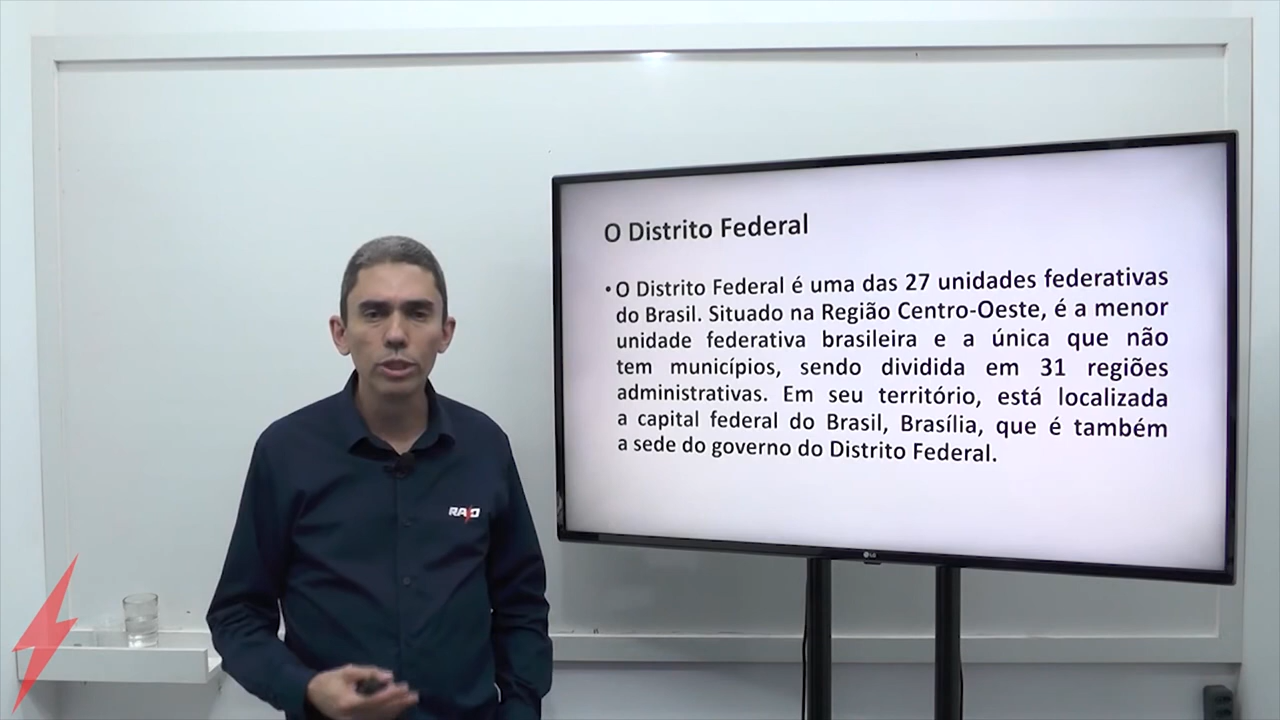 O Distrito Federal
• O Distrito Federal é uma das 27 unidades federativas
do Brasil. Situado na Região Centro-Oeste, é a menor
unidade federativa brasileira e a única que não
tem municípios, sendo dividida em 31 regiões
administrativas. Em seu território, está localizada
a capital federal do Brasil, Brasília, que é também
a sede do governo do Distrito Federal.
RAIO
LG